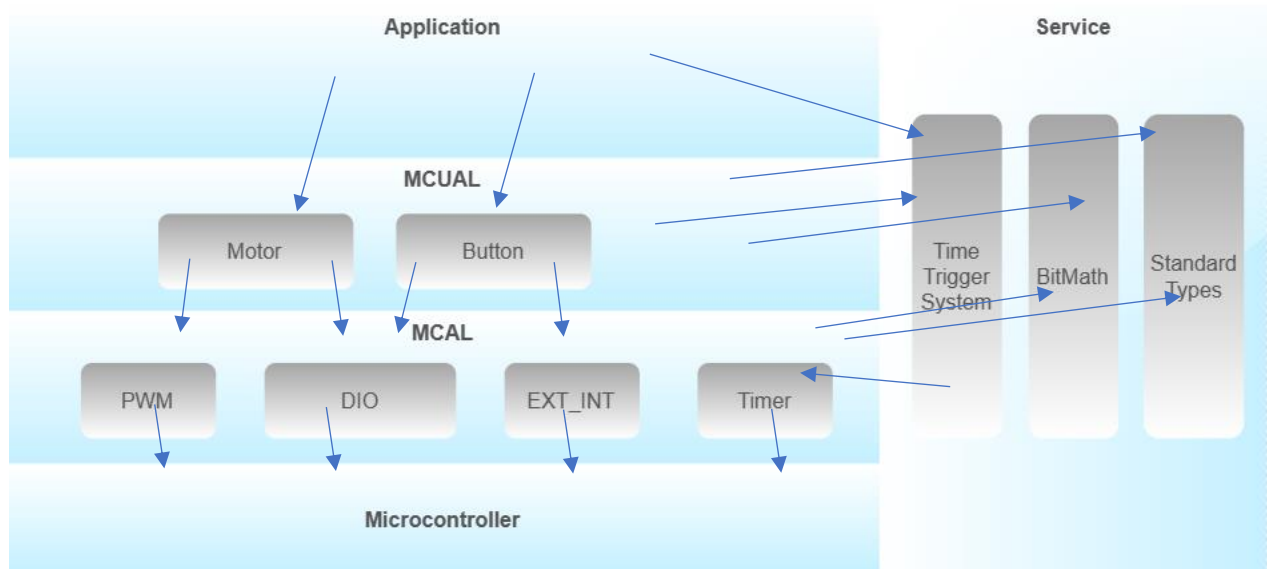 Application
Service
MCUAL
Motor
Button
Time
Trigger
System
BitMath
Standard
Types
MCAL
PWM
DIO
EXT_INT
Timer
Microcontroller